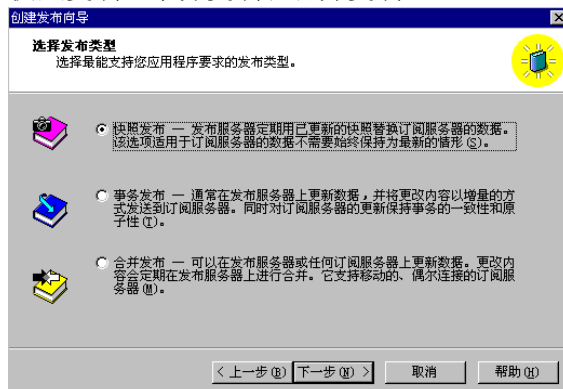 创建发布向导
选择发布类型
选择最能支持您应用程序要求的发布类型。
快照发布 — 发布服务器定期用已更新的快照替换订阅服务器的数据。
该选项适用于订阅服务器的数据不需要始终保持为最新的情形(S)。
事务发布 — 通常在发布服务器上更新数据，并将更改内容以增量的方
式发送到订阅服务器。同时对订阅服务器的更新保持事务的一致性和原
子性(T)。
合并发布 — 可以在发布服务器或任何订阅服务器上更新数据。更改内
容会定期在发布服务器上进行合并。它支持移动的、偶尔连接的订阅服
务器(M)。
< 上一步(B) 下一步(N) > 取消 帮助(H)